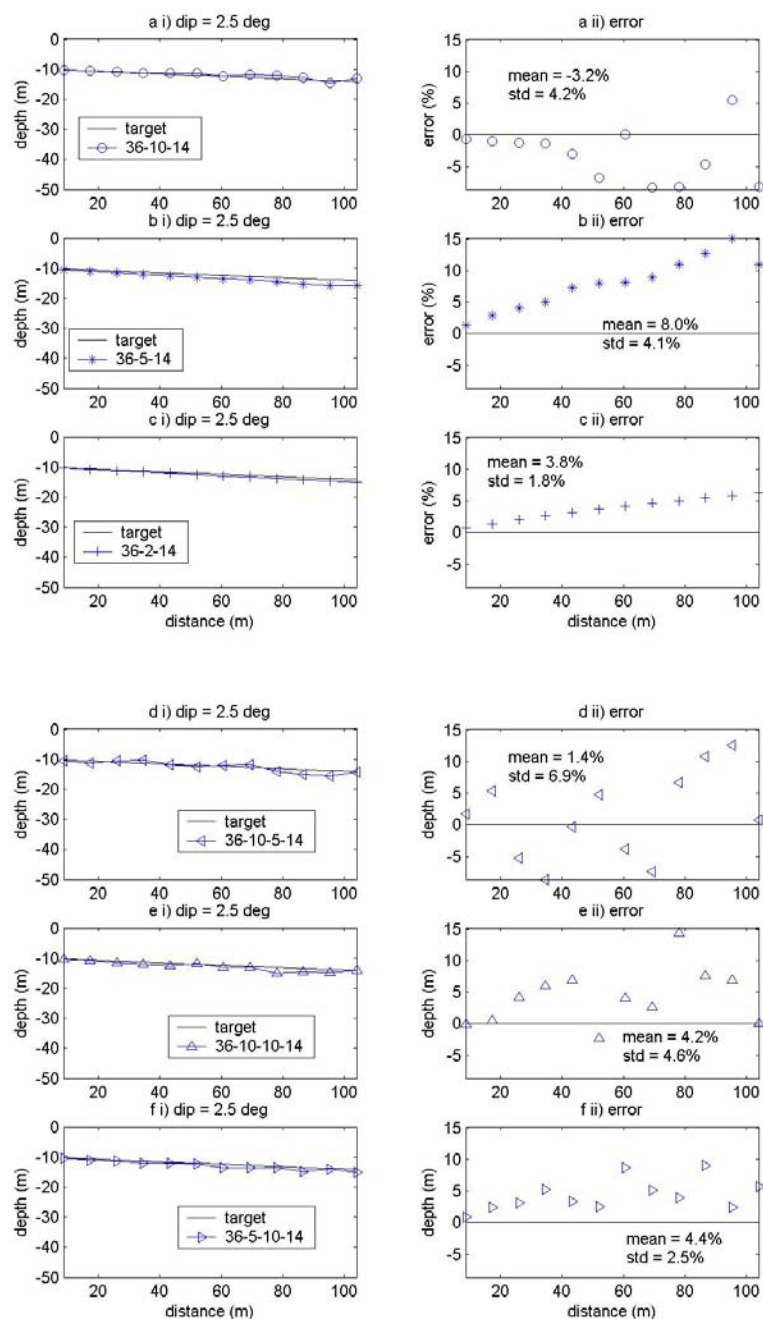 a i) dip = 2.5 deg
0
-10
-20
-30
-40
-50
depth (m)
target
36-10-14
20 40 60 80 100
a ii) error
15
10
5
0
-5
error (%)
mean = -3.2%
std = 4.2%
20 40 60 80 100
b i) dip = 2.5 deg
0
-10
-20
-30
-40
-50
depth (m)
target
36-5-14
20 40 60 80 100
b ii) error
15
10
5
0
-5
error (%)
mean = 8.0%
std = 4.1%
20 40 60 80 100
c i) dip = 2.5 deg
0
-10
-20
-30
-40
-50
depth (m)
target
36-2-14
20 40 60 80 100
distance (m)
c ii) error
15
10
5
0
-5
error (%)
mean = 3.8%
std = 1.8%
20 40 60 80 100
distance (m)
d i) dip = 2.5 deg
0
-10
-20
-30
-40
-50
depth (m)
target
36-10-5-14
20 40 60 80 100
d ii) error
15
10
5
0
-5
depth (m)
mean = 1.4%
std = 6.9%
20 40 60 80 100
e i) dip = 2.5 deg
0
-10
-20
-30
-40
-50
depth (m)
target
36-10-10-14
20 40 60 80 100
e ii) error
15
10
5
0
-5
depth (m)
mean = 4.2%
std = 4.6%
20 40 60 80 100
f i) dip = 2.5 deg
0
-10
-20
-30
-40
-50
depth (m)
target
36-5-10-14
20 40 60 80 100
distance (m)
f ii) error
15
10
5
0
-5
depth (m)
mean = 4.4%
std = 2.5%
20 40 60 80 100
distance (m)